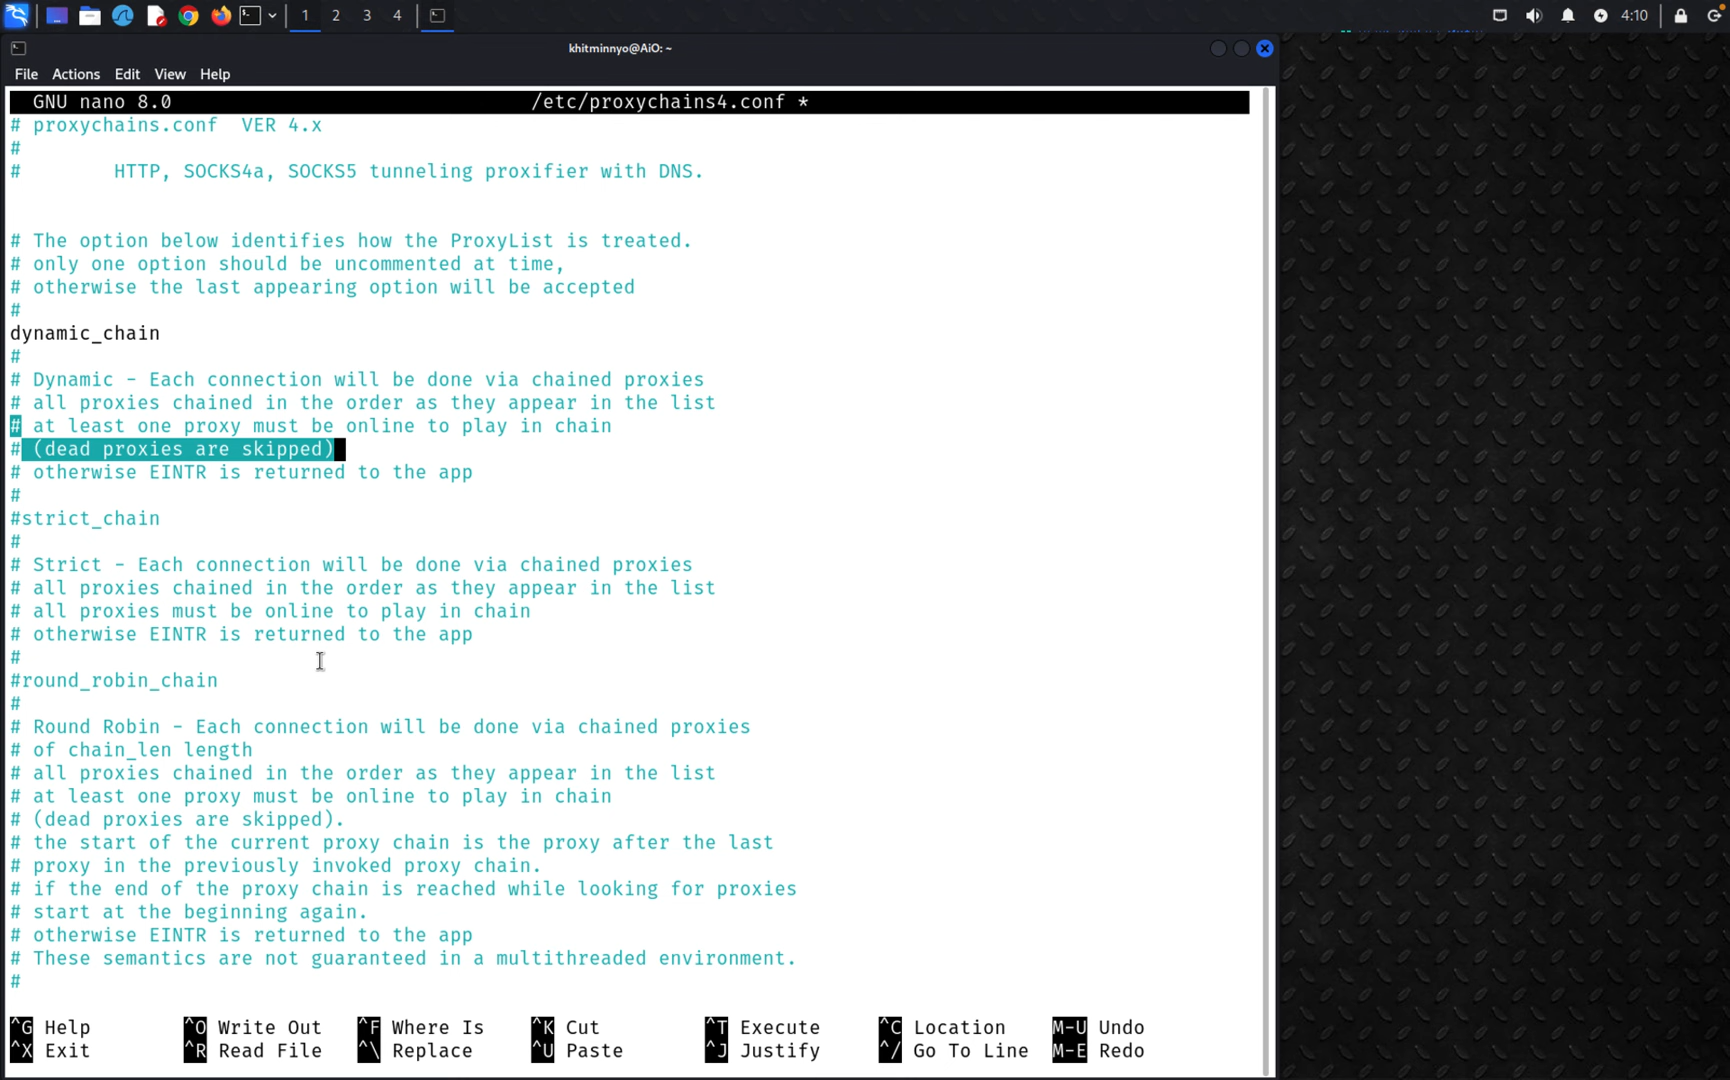 1 2 3 4 4:10
khitminnyo@AiO: ~
File Actions Edit View Help
GNU nano 8.0 /etc/proxychains4.conf *
# proxychains.conf  VER 4.x
#
#        HTTP, SOCKS4a, SOCKS5 tunneling proxifier with DNS.
# The option below identifies how the ProxyList is treated.
# only one option should be uncommented at time,
# otherwise the last appearing option will be accepted
#
dynamic_chain
#
# Dynamic - Each connection will be done via chained proxies
# all proxies chained in the order as they appear in the list
# at least one proxy must be online to play in chain
# (dead proxies are skipped)
# otherwise EINTR is returned to the app
#
#strict_chain
#
# Strict - Each connection will be done via chained proxies
# all proxies chained in the order as they appear in the list
# all proxies must be online to play in chain
# otherwise EINTR is returned to the app
#
#round_robin_chain
#
# Round Robin - Each connection will be done via chained proxies
# of chain_len length
# all proxies chained in the order as they appear in the list
# at least one proxy must be online to play in chain
# (dead proxies are skipped).
# the start of the current proxy chain is the proxy after the last
# proxy in the previously invoked proxy chain.
# if the end of the proxy chain is reached while looking for proxies
# start at the beginning again.
# otherwise EINTR is returned to the app
# These semantics are not guaranteed in a multithreaded environment.
#
^G Help ^O Write Out ^F Where Is ^K Cut ^T Execute ^C Location M-U Undo
^X Exit ^R Read File ^\ Replace ^U Paste ^J Justify ^/ Go To Line M-E Redo